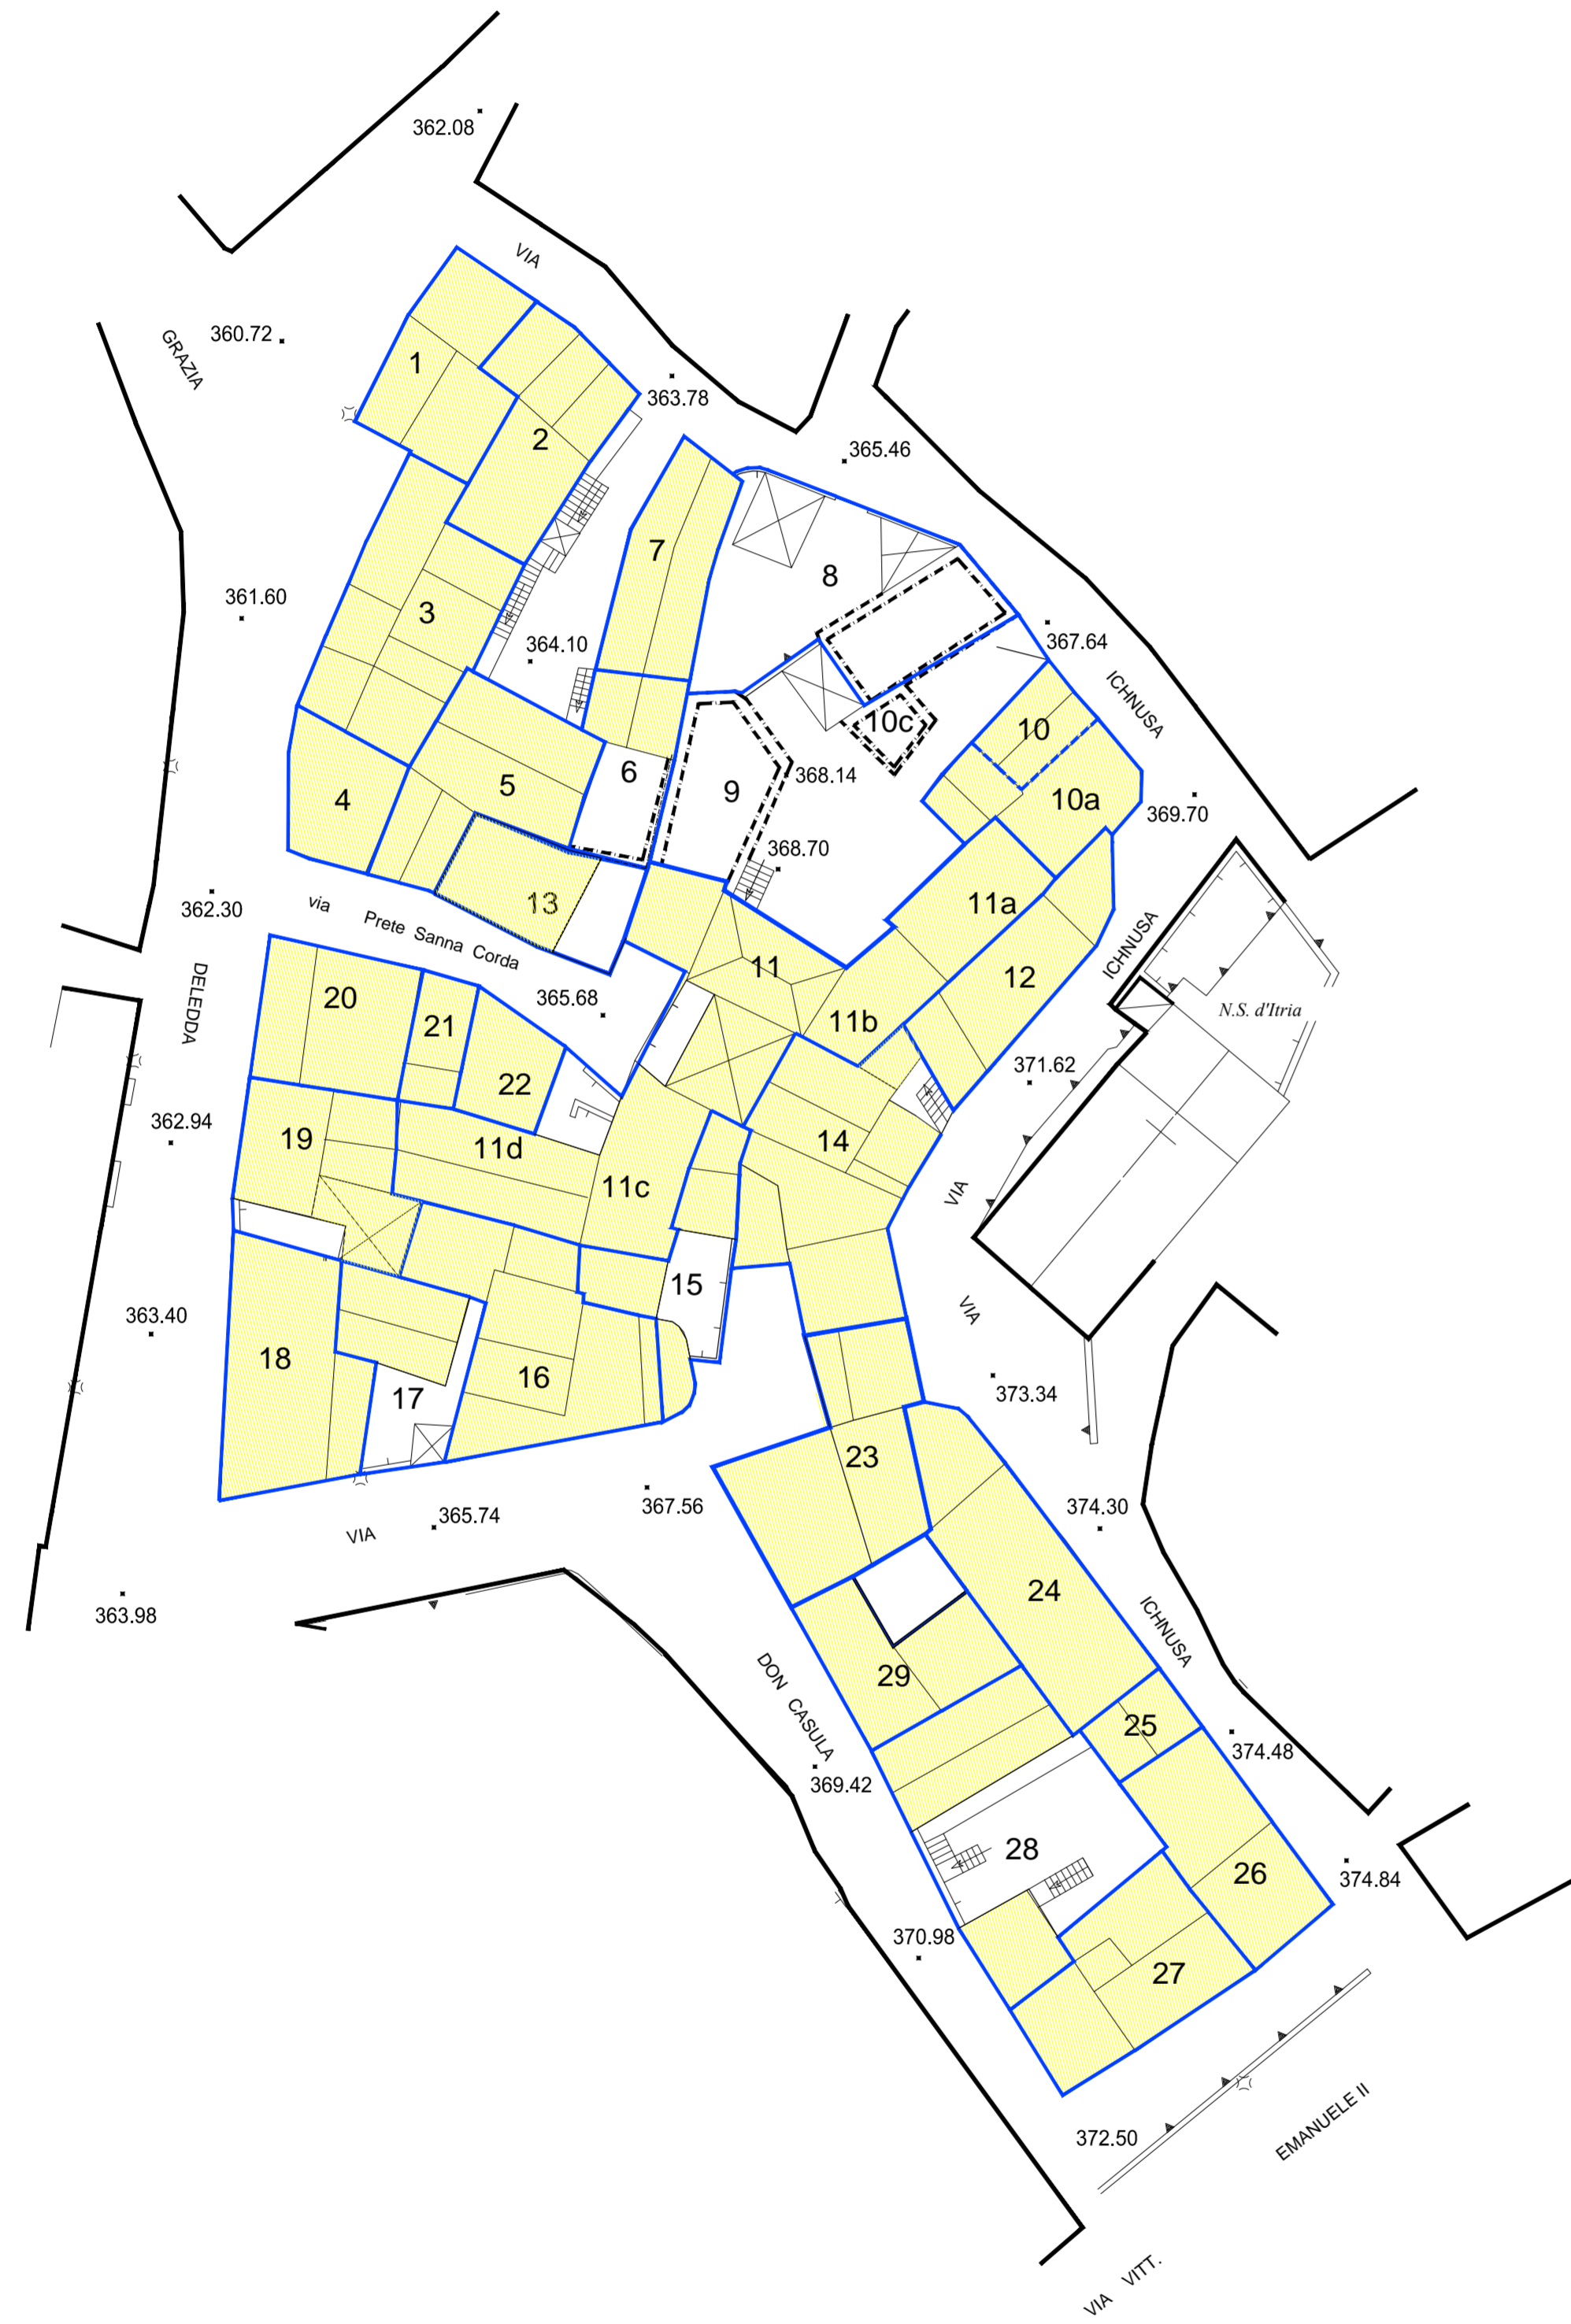 362.08
VIA
360.72
GRAZIA
1
363.78
2
365.46
7
8
361.60
3
364.10
367.64
ICHNUSA
10
10c
6
368.14
9
5
4
10a
369.70
368.70
13
11a
362.30
via Prete Sanna Corda
ICHNUSA
11
12
DELEDDA
20
365.68
N.S. d'Itria
21
11b
371.62
22
362.94
19
11d
14
11c
VIA
15
VIA
363.40
18
16
373.34
17
23
367.56
374.30
365.74
VIA
24
363.98
ICHNUSA
29
DON CASULA
25
374.48
369.42
28
26
374.84
370.98
27
372.50
EMANUELE II
VIA VITT.